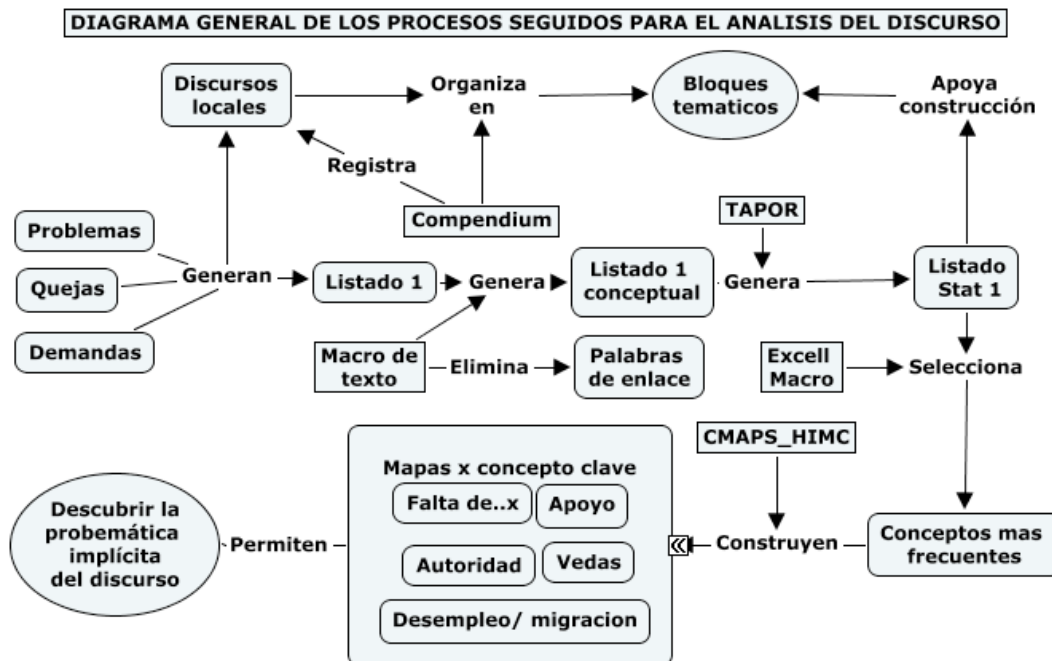 DIAGRAMA GENERAL DE LOS PROCESOS SEGUIDOS PARA EL ANALISIS DEL DISCURSO
Discursos
locales
Organiza
en
Bloques
tematicos
Apoya
construcción
Registra
Compendium
TAPOR
Problemas
Quejas
Demandas
Generan
Listado 1
Genera
Listado 1
conceptual
Genera
Listado
Stat 1
Macro de
texto
Elimina
Palabras
de enlace
Excell
Macro
Selecciona
CMAPS_HIMC
Mapas x concepto clave
Falta de..x
Apoyo
Autoridad
Vedas
Desempleo/ migracion
Descubrir la
probemática
implícita
del discurso
Permiten
Construyen
Conceptos mas
frecuentes